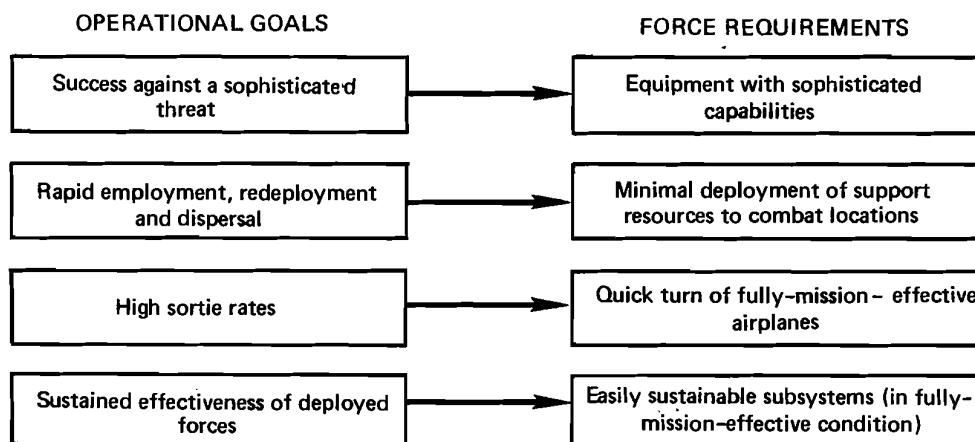 OPERATIONAL GOALS
FORCE REQUIREMENTS
Success against a sophisticated
threat
Equipment with sophisticated
capabilities
Rapid employment, redeployment
and dispersal
Minimal deployment of support
resources to combat locations
High sortie rates
Quick turn of fully-mission-effective
airplanes
Sustained effectiveness of deployed
forces
Easily sustainable subsystems (in fully-
mission-effective condition)